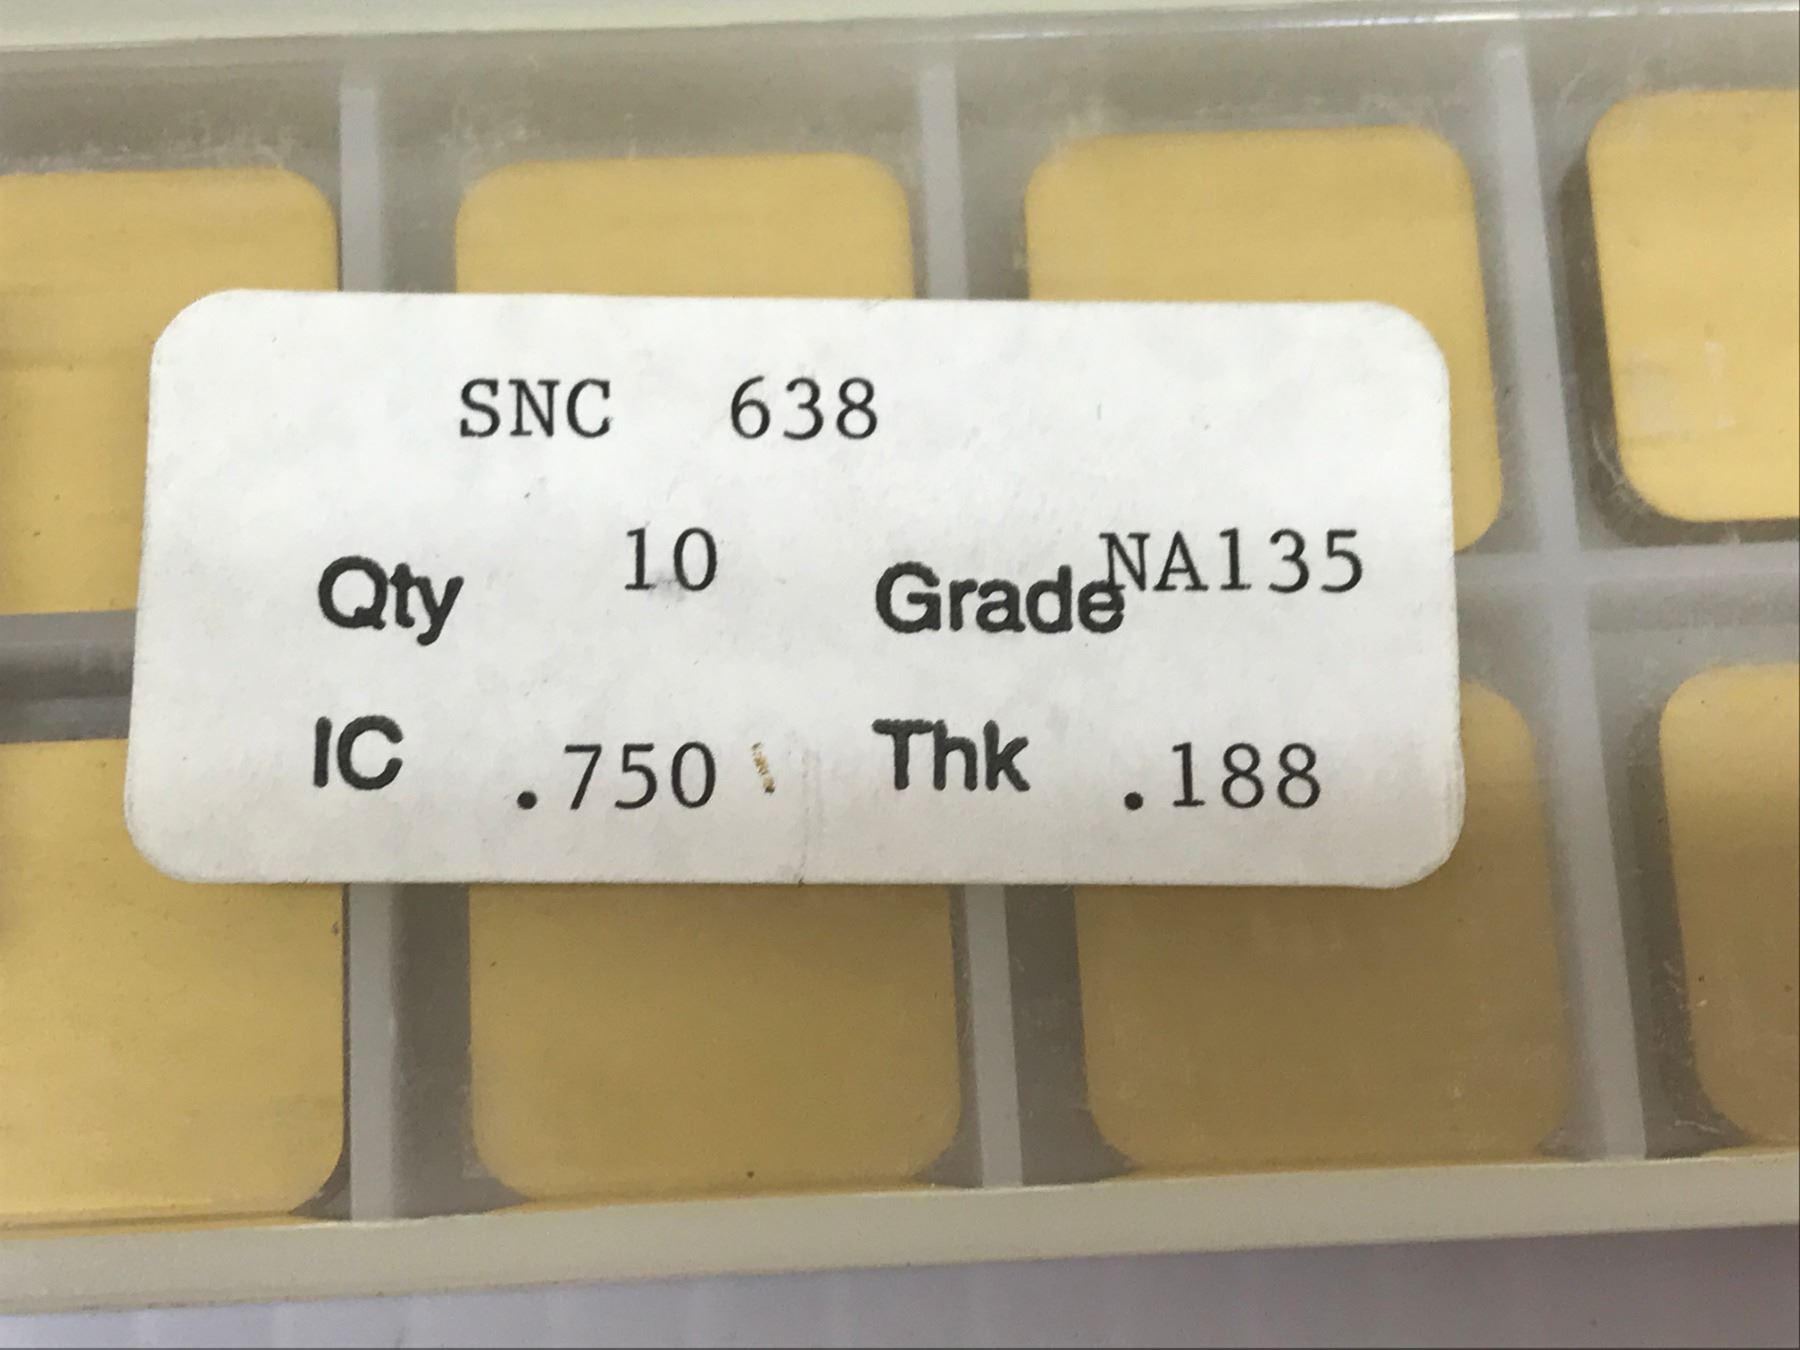 SNC 638
Qty 10 Grade NA135
IC .750 Thk .188